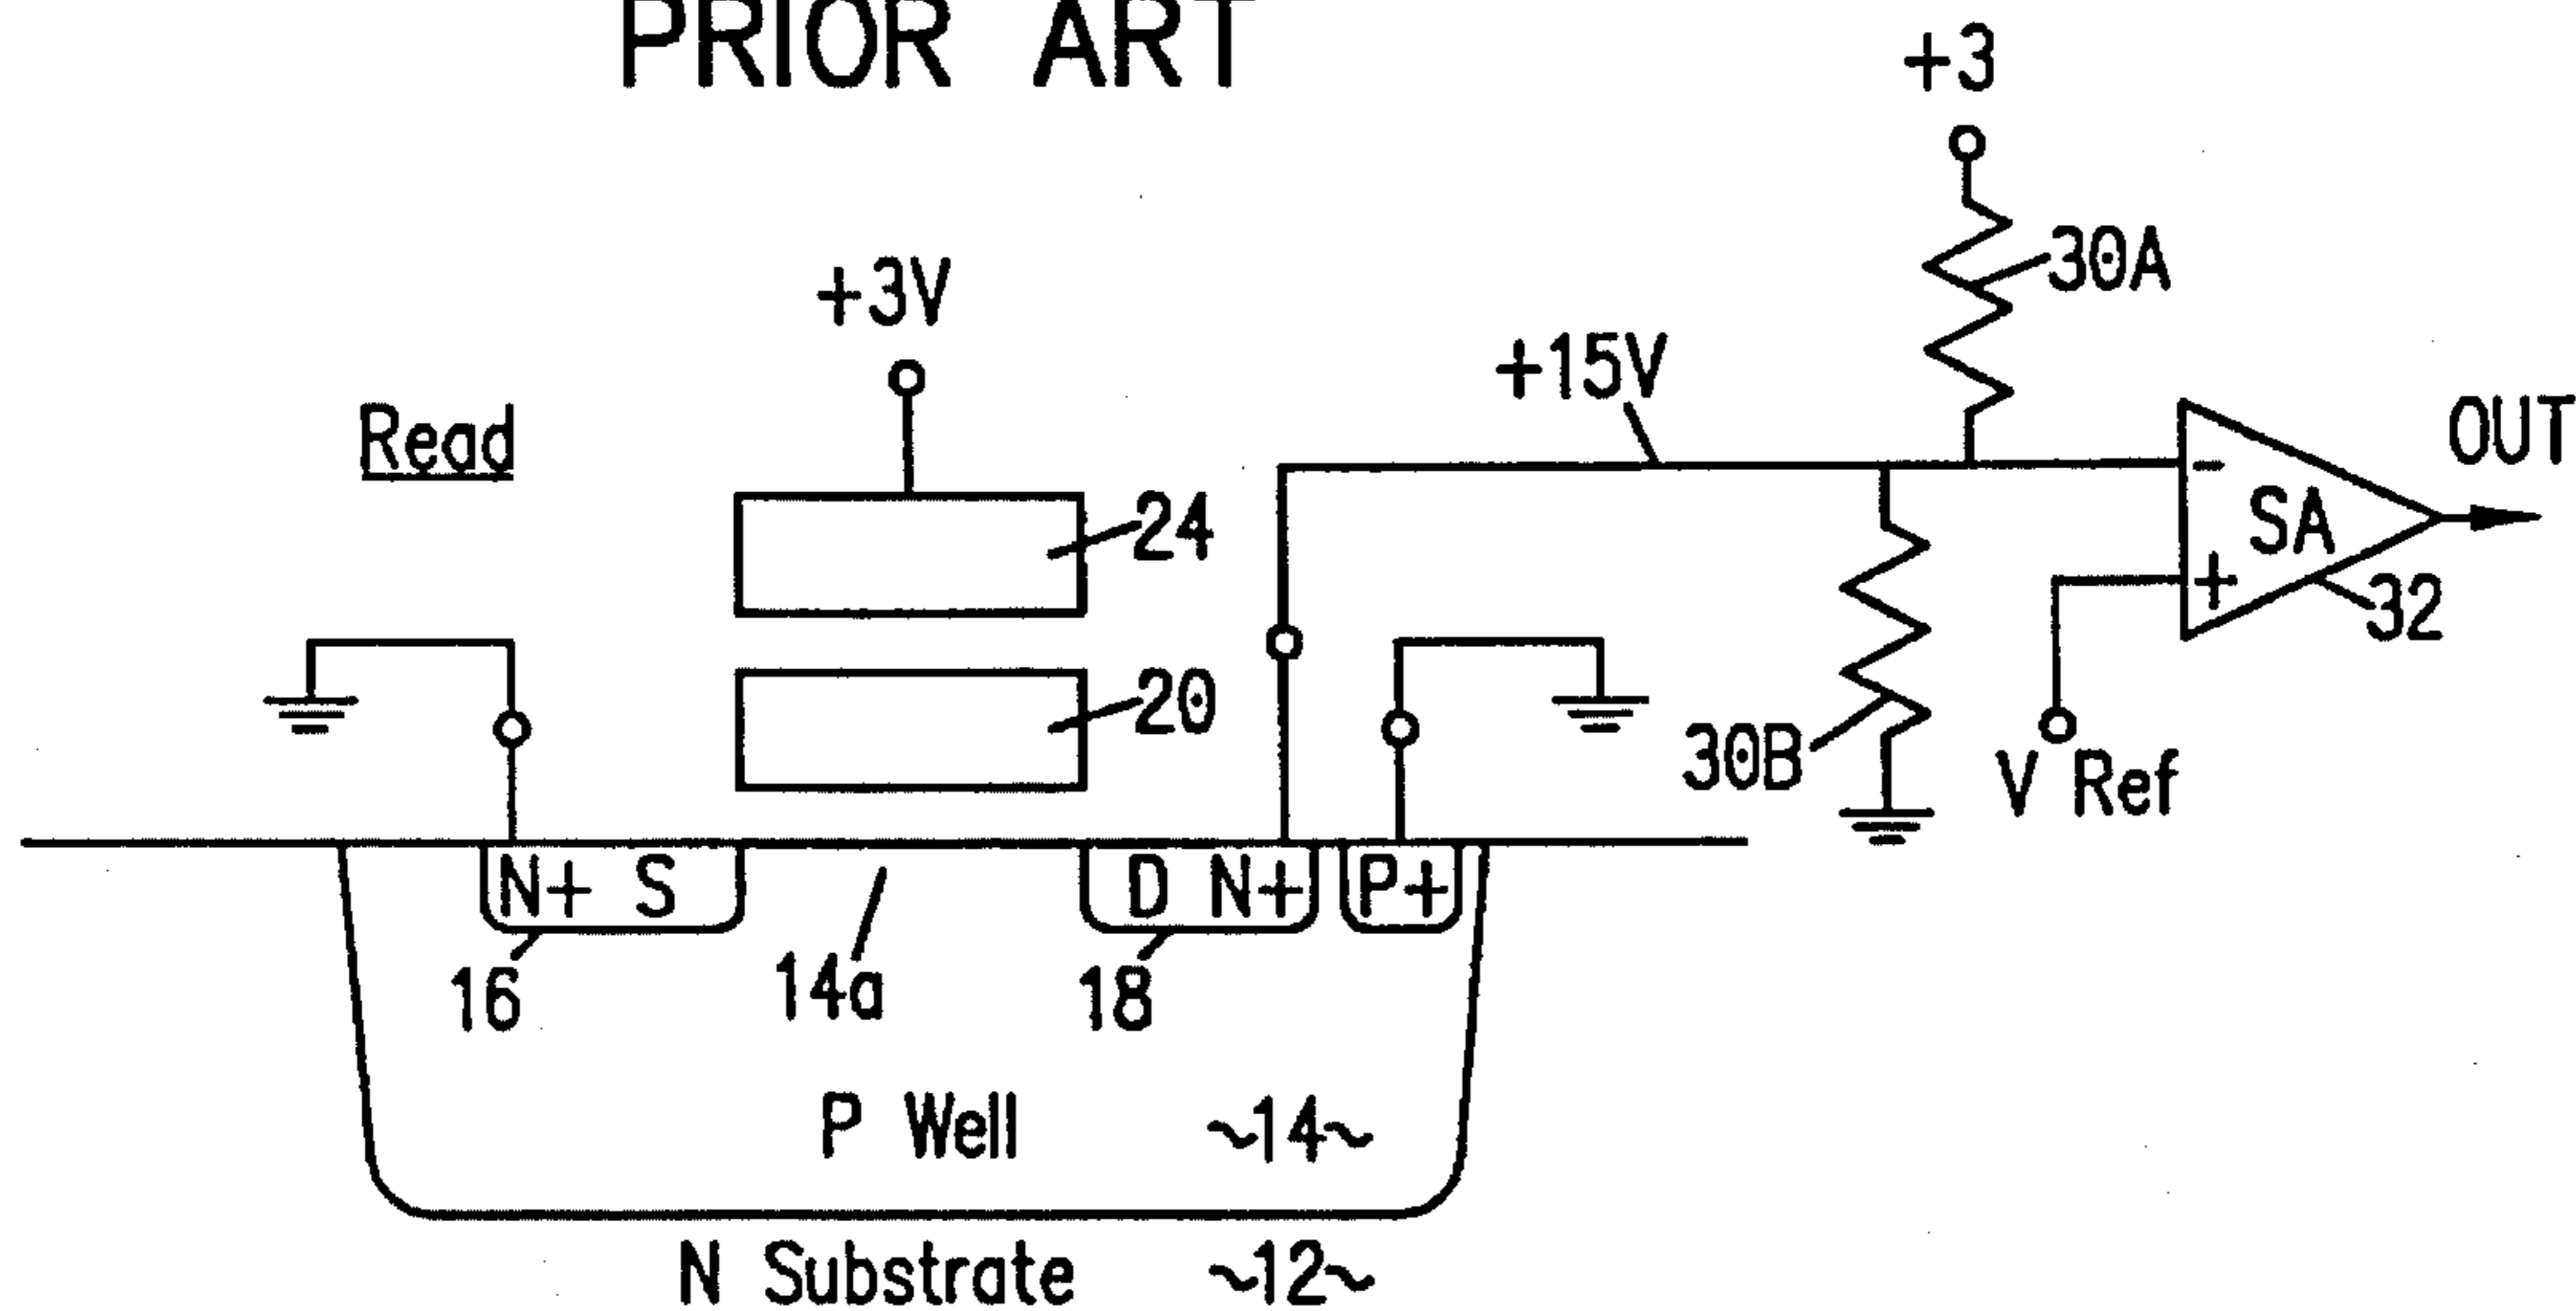 PRIOR ART
+3
+3V
30A
+15V
Read
OUT
-
24
SA
+
32
20
30B
V Ref
N+ S
D N+
P+
16
14a
18
P Well ~14~
N Substrate ~12~